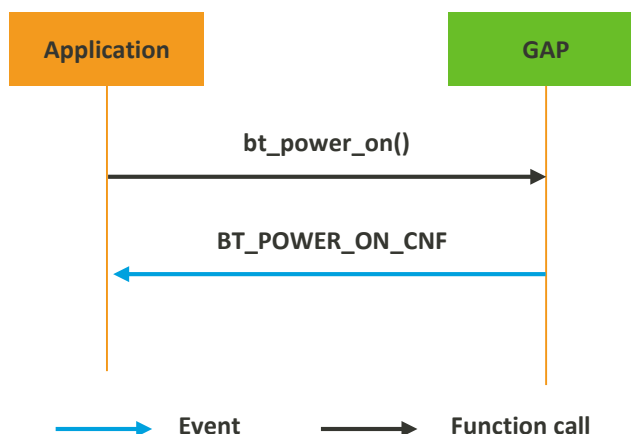 Application
GAP
bt_power_on()
BT_POWER_ON_CNF
Event
Function call